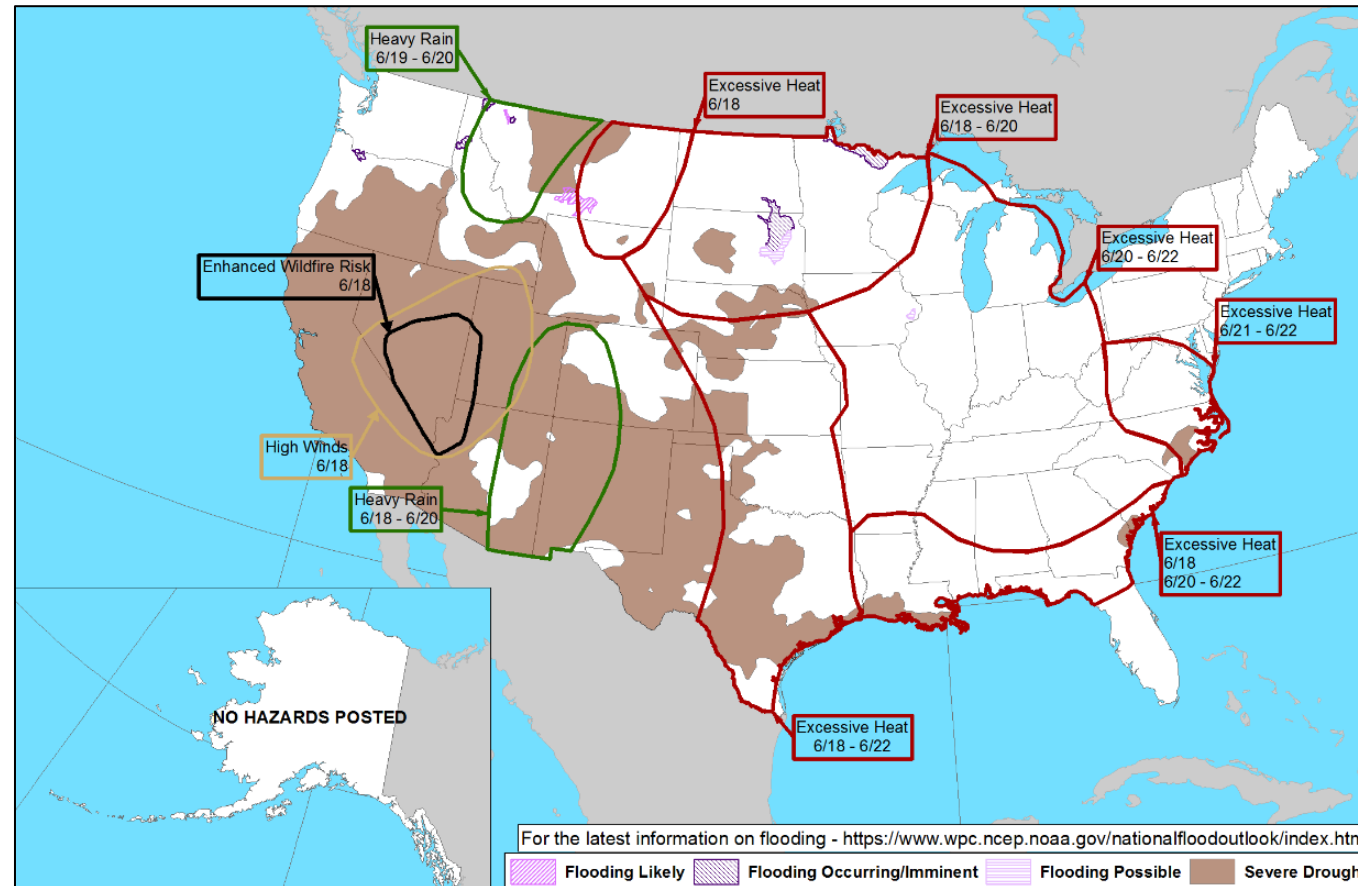 Heavy Rain
6/19 - 6/20
Excessive Heat
6/18
Excessive Heat
6/18 - 6/20
Excessive Heat
6/20 - 6/22
Enhanced Wildfire Risk
6/18
Excessive Heat
6/21 - 6/22
High Winds
6/18
Heavy Rain
6/18 - 6/20
Excessive Heat
6/18
6/20 - 6/22
NO HAZARDS POSTED
Excessive Heat
6/18 - 6/22
For the latest information on flooding - https://www.wpc.ncep.noaa.gov/nationalfloodoutlook/index.htm
Flooding Likely Flooding Occurring/Imminent Flooding Possible Severe Drough